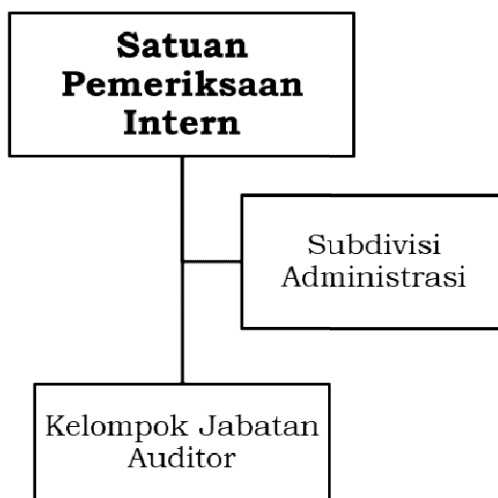 Satuan
Pemeriksaan
Intern
Subdivisi
Administrasi
Kelompok Jabatan
Auditor